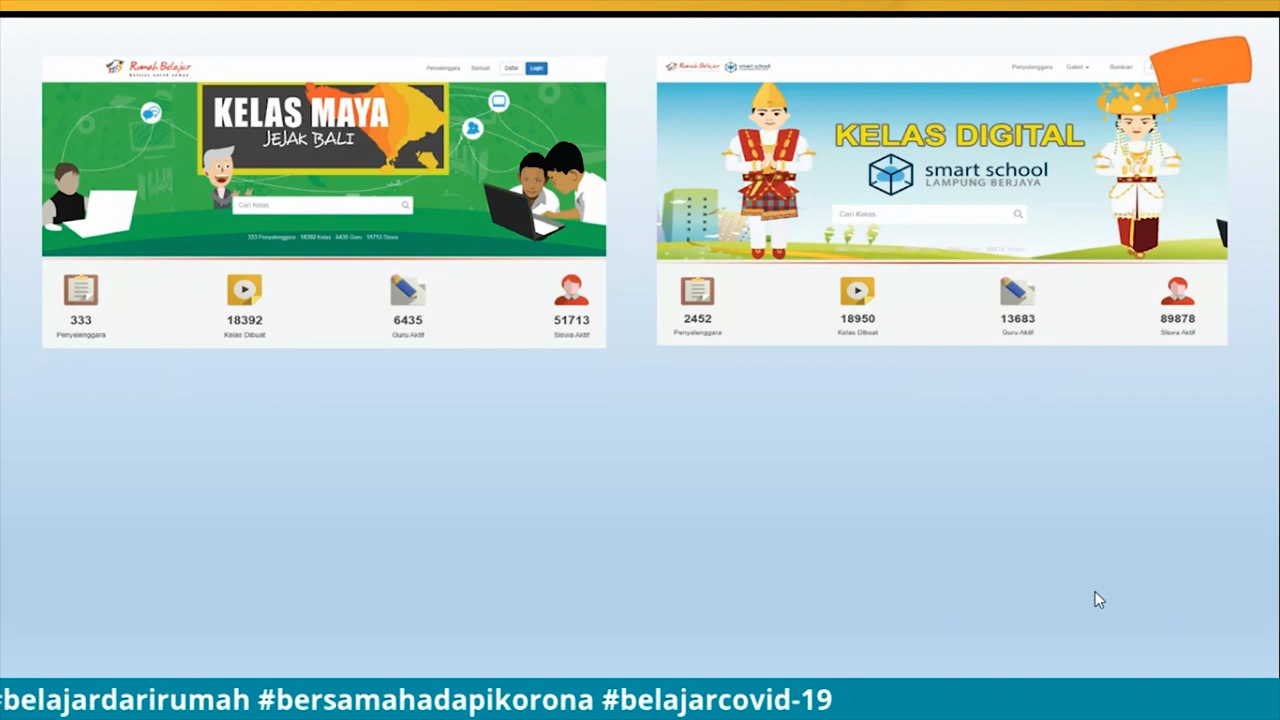 Rumah Belajar
Belajar untuk semua
Penyelenggara Bantuan Daftar Login
KELAS MAYA
JEJAK BALI
Cari Kelas
333 Penyelenggara 18392 Kelas 6435 Guru 51713 Siswa
333
Penyelenggara
18392
Kelas Dibuat
6435
Guru Aktif
51713
Siswa Aktif
Rumah Belajar smart school
Penyelenggara Galeri Bantuan
KELAS DIGITAL
smart school
LAMPUNG BERJAYA
Cari Kelas
2452
Penyelenggara
18950
Kelas Dibuat
13683
Guru Aktif
89878
Siswa Aktif
#belajardarirumah #bersamahadapikorona #belajarcovid-19